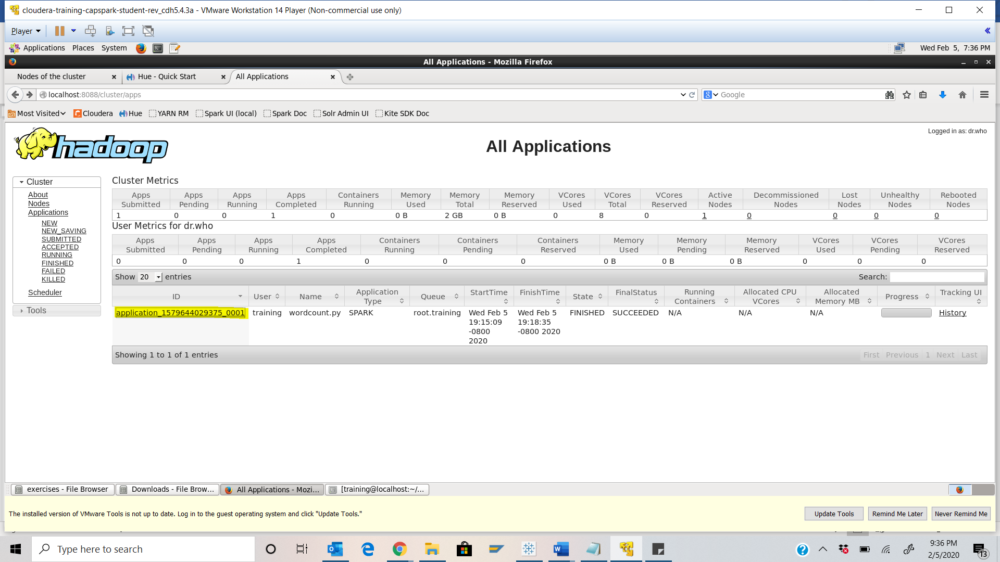 cloudera-training-capspark-student-rev_cdh5.4.3a - VMware Workstation 14 Player (Non-commercial use only)
Player
Applications Places System Wed Feb 5, 7:36 PM
All Applications - Mozilla Firefox
Nodes of the cluster Hue - Quick Start All Applications
localhost:8088/cluster/apps Google
Most Visited Cloudera Hue YARN RM Spark UI (local) Spark Doc Solr Admin UI Kite SDK Doc
Logged in as: dr.who
hadoop
All Applications
Cluster
About
Nodes
Applications
NEW
NEW_SAVING
SUBMITTED
ACCEPTED
RUNNING
FINISHED
FAILED
KILLED
Scheduler
Tools
Cluster Metrics
Apps Submitted Apps Pending Apps Running Apps Completed Containers Running Memory Used Memory Total Memory Reserved VCores Used VCores Total VCores Reserved Active Nodes Decommissioned Nodes Lost Nodes Unhealthy Nodes Rebooted Nodes
1 0 0 1 0 0 B 2 GB 0 B 0 8 0 1 0 0 0 0
User Metrics for dr.who
Apps Submitted Apps Pending Apps Running Apps Completed Containers Running Containers Pending Containers Reserved Memory Used Memory Pending Memory Reserved VCores Used VCores Pending VCores Reserved
0 0 0 1 0 0 0 0 B 0 B 0 B 0 0 0
Show 20 entries Search:
ID User Name Application Type Queue StartTime FinishTime State FinalStatus Running Containers Allocated CPU VCores Allocated Memory MB Progress Tracking UI
application_1579644029375_0001 training wordcount.py SPARK root.training Wed Feb 5 19:15:09 -0800 2020 Wed Feb 5 19:18:35 -0800 2020 FINISHED SUCCEEDED N/A N/A N/A History
Showing 1 to 1 of 1 entries First Previous 1 Next Last
exercises - File Browser Downloads - File Brow... All Applications - Mozi... [training@localhost:~/...
The installed version of VMware Tools is not up to date. Log in to the guest operating system and click "Update Tools." Update Tools Remind Me Later Never Remind Me
Type here to search
9:36 PM
2/5/2020
13